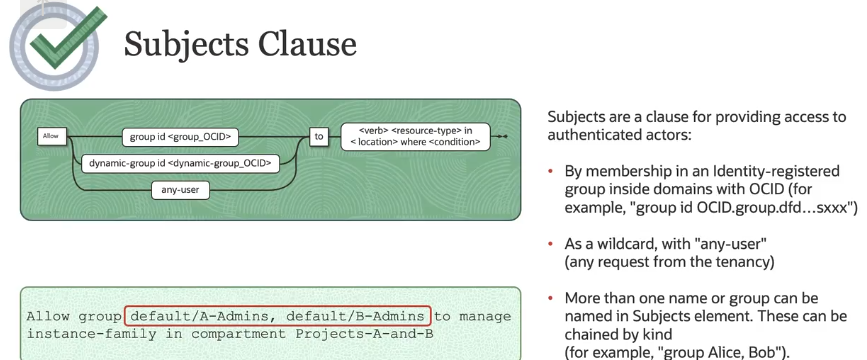 Subjects Clause
Allow
group id <group_OCID>
dynamic-group id <dynamic-group_OCID>
any-user
to
<verb> <resource-type> in
< location> where <condition>
Allow group default/A-Admins, default/B-Admins to manage
instance-family in compartment Projects-A-and-B
Subjects are a clause for providing access to
authenticated actors:
• By membership in an Identity-registered
group inside domains with OCID (for
example, "group id OCID.group.dfd...sxxx")
• As a wildcard, with "any-user"
(any request from the tenancy)
• More than one name or group can be
named in Subjects element. These can be
chained by kind
(for example, "group Alice, Bob").